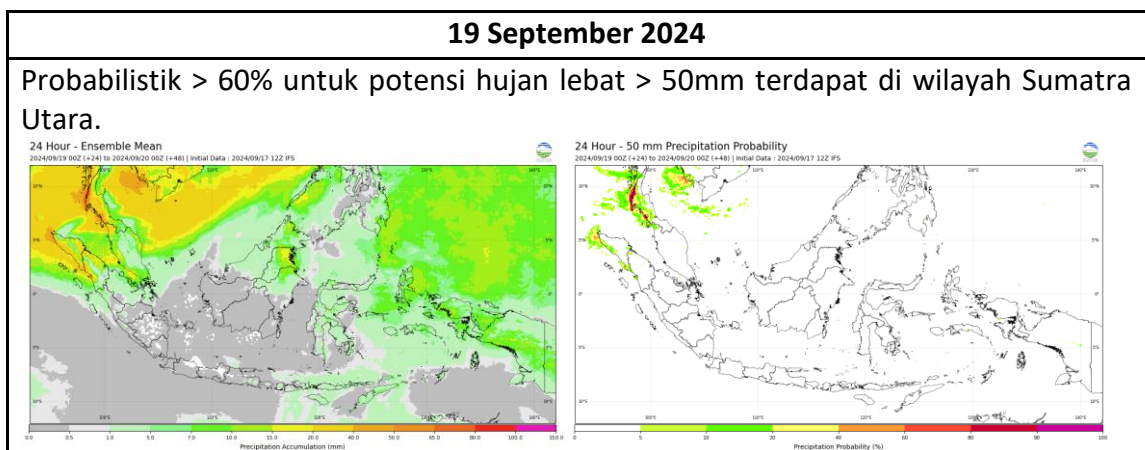 19 September 2024
Probabilistik > 60% untuk potensi hujan lebat > 50mm terdapat di wilayah Sumatra
Utara.
24 Hour - Ensemble Mean
2024/09/19 00Z (+24) to 2024/09/20 00Z (+48) | Initial Data : 2024/09/17 12Z IFS
24 Hour - 50 mm Precipitation Probability
2024/09/19 00Z (+24) to 2024/09/20 00Z (+48) | Initial Data : 2024/09/17 12Z IFS
0.0 0.5 1.0 5.0 7.0 10.0 15.0 20.0 40.0 50.0 65.0 80.0 100.0 150.0
Precipitation Accumulation (mm)
0 5 10 20 40 60 80 90 100
Precipitation Probability (%)